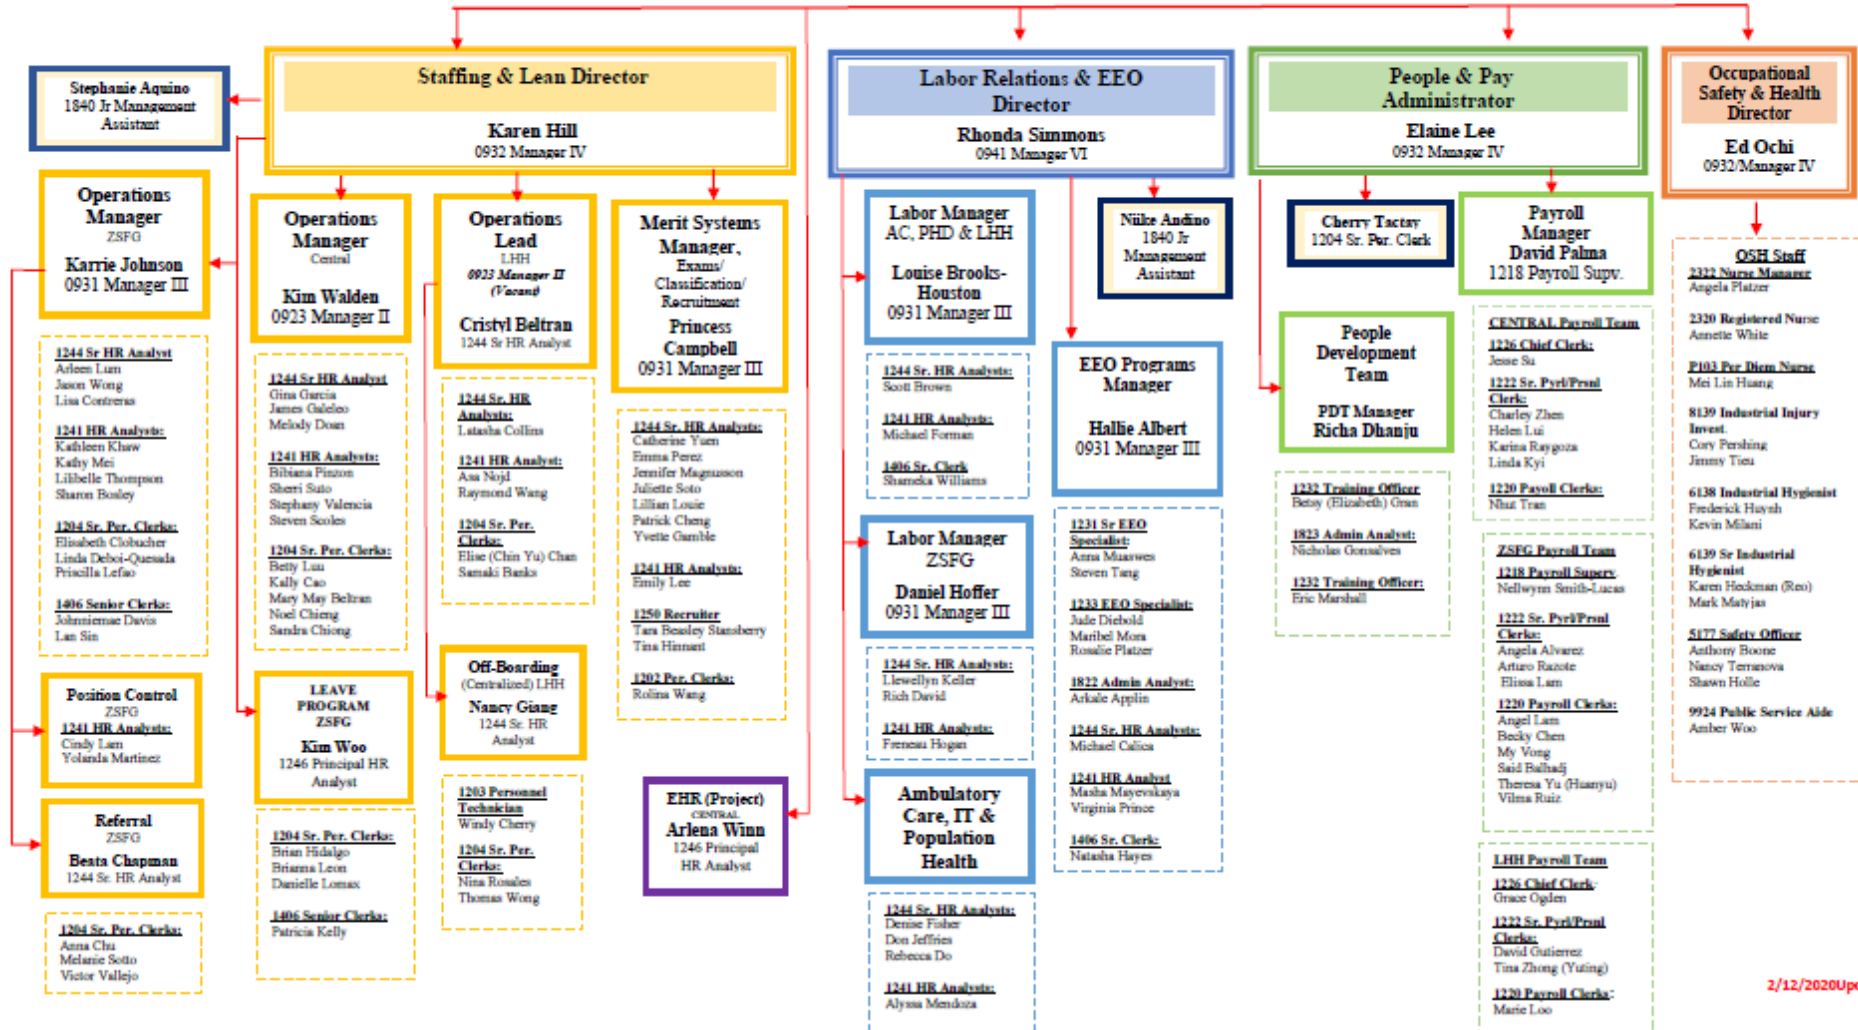 Stephanie Aquino
1840 Jr Management
Assistant
Staffing & Lean Director
Karen Hill
0932 Manager IV
Labor Relations & EEO
Director
Rhonda Simmons
0941 Manager VI
People & Pay
Administrator
Elaine Lee
0932 Manager IV
Occupational
Safety & Health
Director
Ed Ochi
0932/Manager IV
Operations
Manager
ZSFG
Karrie Johnson
0931 Manager III
1244 Sr HR Analyst
Arleen Lum
Jason Wong
Lisa Contreras
1241 HR Analysts:
Kathleen Khaw
Kathy Mei
Lilibelle Thompson
Sharon Bosley
1204 Sr. Per. Clerks:
Elisabeth Clobucher
Linda Deboi-Quesada
Priscilla Lefao
1406 Senior Clerks:
Johnniemae Davis
Lan Sin
Position Control
ZSFG
1241 HR Analysts:
Cindy Lam
Yolanda Martinez
Referral
ZSFG
Beata Chapman
1244 Sr. HR Analyst
1204 Sr. Per. Clerks:
Anna Chu
Melanie Sotto
Victor Vallejo
Operations
Manager
Central
Kim Walden
0923 Manager II
1244 Sr HR Analyst
Gina Garcia
James Galeleo
Melody Doan
1241 HR Analysts:
Bibiana Pinzon
Sherri Suto
Stephany Valencia
Steven Scoles
1204 Sr. Per. Clerks:
Betty Luu
Kally Cao
Mary May Beltran
Noel Chieng
Sandra Chiong
LEAVE
PROGRAM
ZSFG
Kim Woo
1246 Principal HR
Analyst
1204 Sr. Per. Clerks:
Brian Hidalgo
Brianna Leon
Danielle Lomax
1406 Senior Clerks:
Patricia Kelly
Operations
Lead
LHH
0923 Manager II
(Vacant)
Cristyl Beltran
1244 Sr HR Analyst
1244 Sr. HR
Analysts:
Latasha Collins
1241 HR Analyst:
Asa Nojd
Raymond Wang
1204 Sr. Per.
Clerks:
Elise (Chin Yu) Chan
Samaki Banks
Off-Boarding
(Centralized) LHH
Nancy Giang
1244 Sr. HR
Analyst
1203 Personnel
Technician
Windy Cherry
1204 Sr. Per.
Clerks:
Nina Rosales
Thomas Wong
Merit Systems
Manager,
Exams/
Classification/
Recruitment
Princess
Campbell
0931 Manager III
1244 Sr. HR Analysts:
Catherine Yuen
Emma Perez
Jennifer Magnusson
Juliette Soto
Lillian Louie
Patrick Cheng
Yvette Gamble
1241 HR Analysts:
Emily Lee
1250 Recruiter
Tara Beasley Stansberry
Tina Hinnant
1202 Per. Clerks:
Rolina Wang
EHR (Project)
CENTRAL
Arlena Winn
1246 Principal
HR Analyst
Labor Manager
AC, PHD & LHH
Louise Brooks-
Houston
0931 Manager III
1244 Sr. HR Analysts:
Scott Brown
1241 HR Analysts:
Michael Forman
1406 Sr. Clerk
Shameka Williams
Labor Manager
ZSFG
Daniel Hoffer
0931 Manager III
1244 Sr. HR Analysts:
Llewellyn Keller
Rich David
1241 HR Analysts:
Freneau Hogan
Ambulatory
Care, IT &
Population
Health
1244 Sr. HR Analysts:
Denise Fisher
Don Jeffries
Rebecca Do
1241 HR Analysts:
Alyssa Mendoza
Niike Andino
1840 Jr
Management
Assistant
EEO Programs
Manager
Hallie Albert
0931 Manager III
1231 Sr EEO
Specialist:
Anna Muaswes
Steven Tang
1233 EEO Specialist:
Jude Diebold
Maribel Mora
Rosalie Platzer
1822 Admin Analyst:
Arkale Applin
1244 Sr. HR Analysts:
Michael Calica
1241 HR Analyst
Masha Mayevskaya
Virginia Prince
1406 Sr. Clerk:
Natasha Hayes
Cherry Tactay
1204 Sr. Per. Clerk
People
Development
Team
PDT Manager
Richa Dhanju
1232 Training Officer
Betsy (Elizabeth) Gran
1823 Admin Analyst:
Nicholas Gonsalves
1232 Training Officer:
Eric Marshall
Payroll
Manager
David Palma
1218 Payroll Supv.
CENTRAL Payroll Team
1226 Chief Clerk:
Jesse Su
1222 Sr. Pyrl/Prsnl
Clerk:
Charley Zhen
Helen Lui
Karina Raygoza
Linda Kyi
1220 Payoll Clerks:
Nhut Tran
ZSFG Payroll Team
1218 Payroll Superv.
Nellwynn Smith-Lucas
1222 Sr. Pyrl/Prsnl
Clerks:
Angela Alvarez
Arturo Razote
Elissa Lam
1220 Payroll Clerks:
Angel Lam
Becky Chen
My Vong
Said Balhadj
Theresa Yu (Huanyu)
Vilma Ruiz
LHH Payroll Team
1226 Chief Clerk:
Grace Ogden
1222 Sr. Pyrl/Prsnl
Clerks:
David Gutierrez
Tina Zhong (Yuting)
1220 Payroll Clerks:
Marie Loo
OSH Staff
2322 Nurse Manager
Angela Platzer
2320 Registered Nurse
Annette White
P103 Per Diem Nurse
Mei Lin Huang
8139 Industrial Injury
Invest.
Cory Pershing
Jimmy Tieu
6138 Industrial Hygienist
Frederick Huynh
Kevin Milani
6139 Sr Industrial
Hygienist
Karen Heckman (Reo)
Mark Matyjas
5177 Safety Officer
Anthony Boone
Nancy Terranova
Shawn Holle
9924 Public Service Aide
Amber Woo
2/12/2020Up